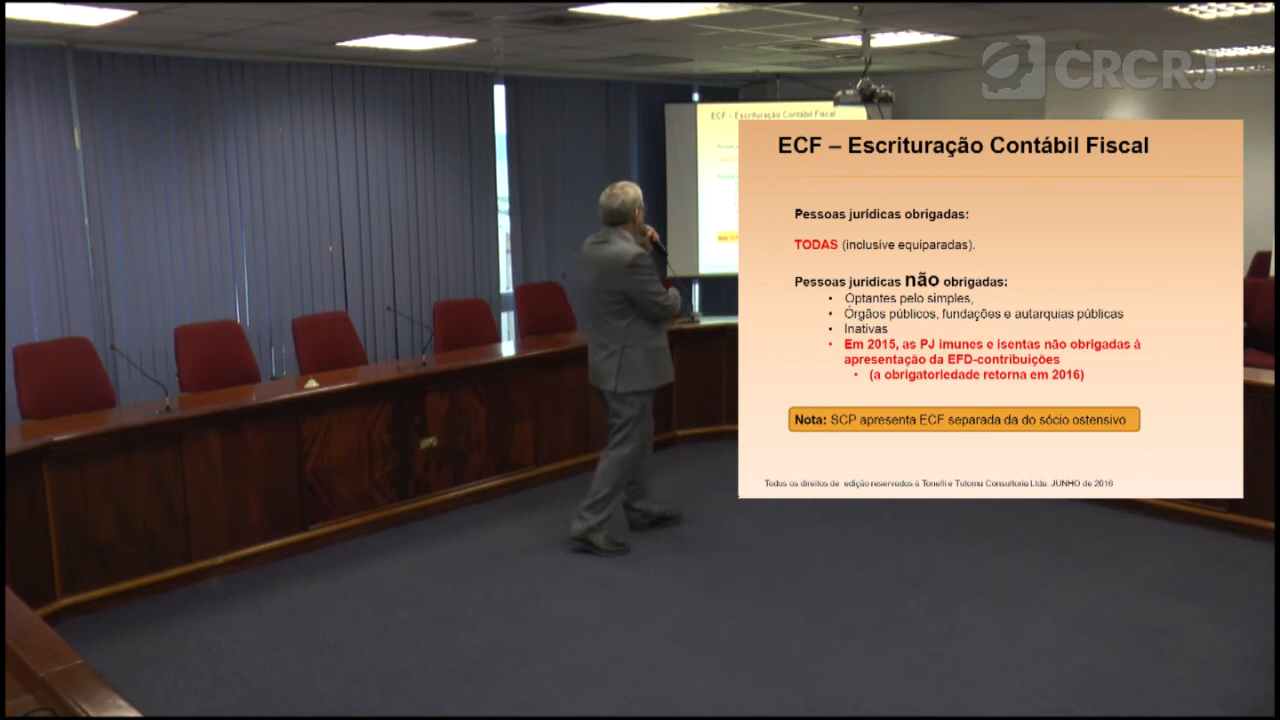 CRCRJ
ECF – Escrituração Contábil Fiscal
ECF – Escrituração Contábil Fiscal
Pessoas jurídicas obrigadas:
TODAS (inclusive equiparadas).
Pessoas jurídicas não obrigadas:
• Optantes pelo simples,
• Órgãos públicos, fundações e autarquias públicas
• Inativas
• Em 2015, as PJ imunes e isentas não obrigadas à
apresentação da EFD-contribuições
• (a obrigatoriedade retorna em 2016)
Nota: SCP apresenta ECF separada da do sócio ostensivo
Todos os direitos de edição reservados à Tonelli e Tutoma Consultoria Ltda. JUNHO de 2016